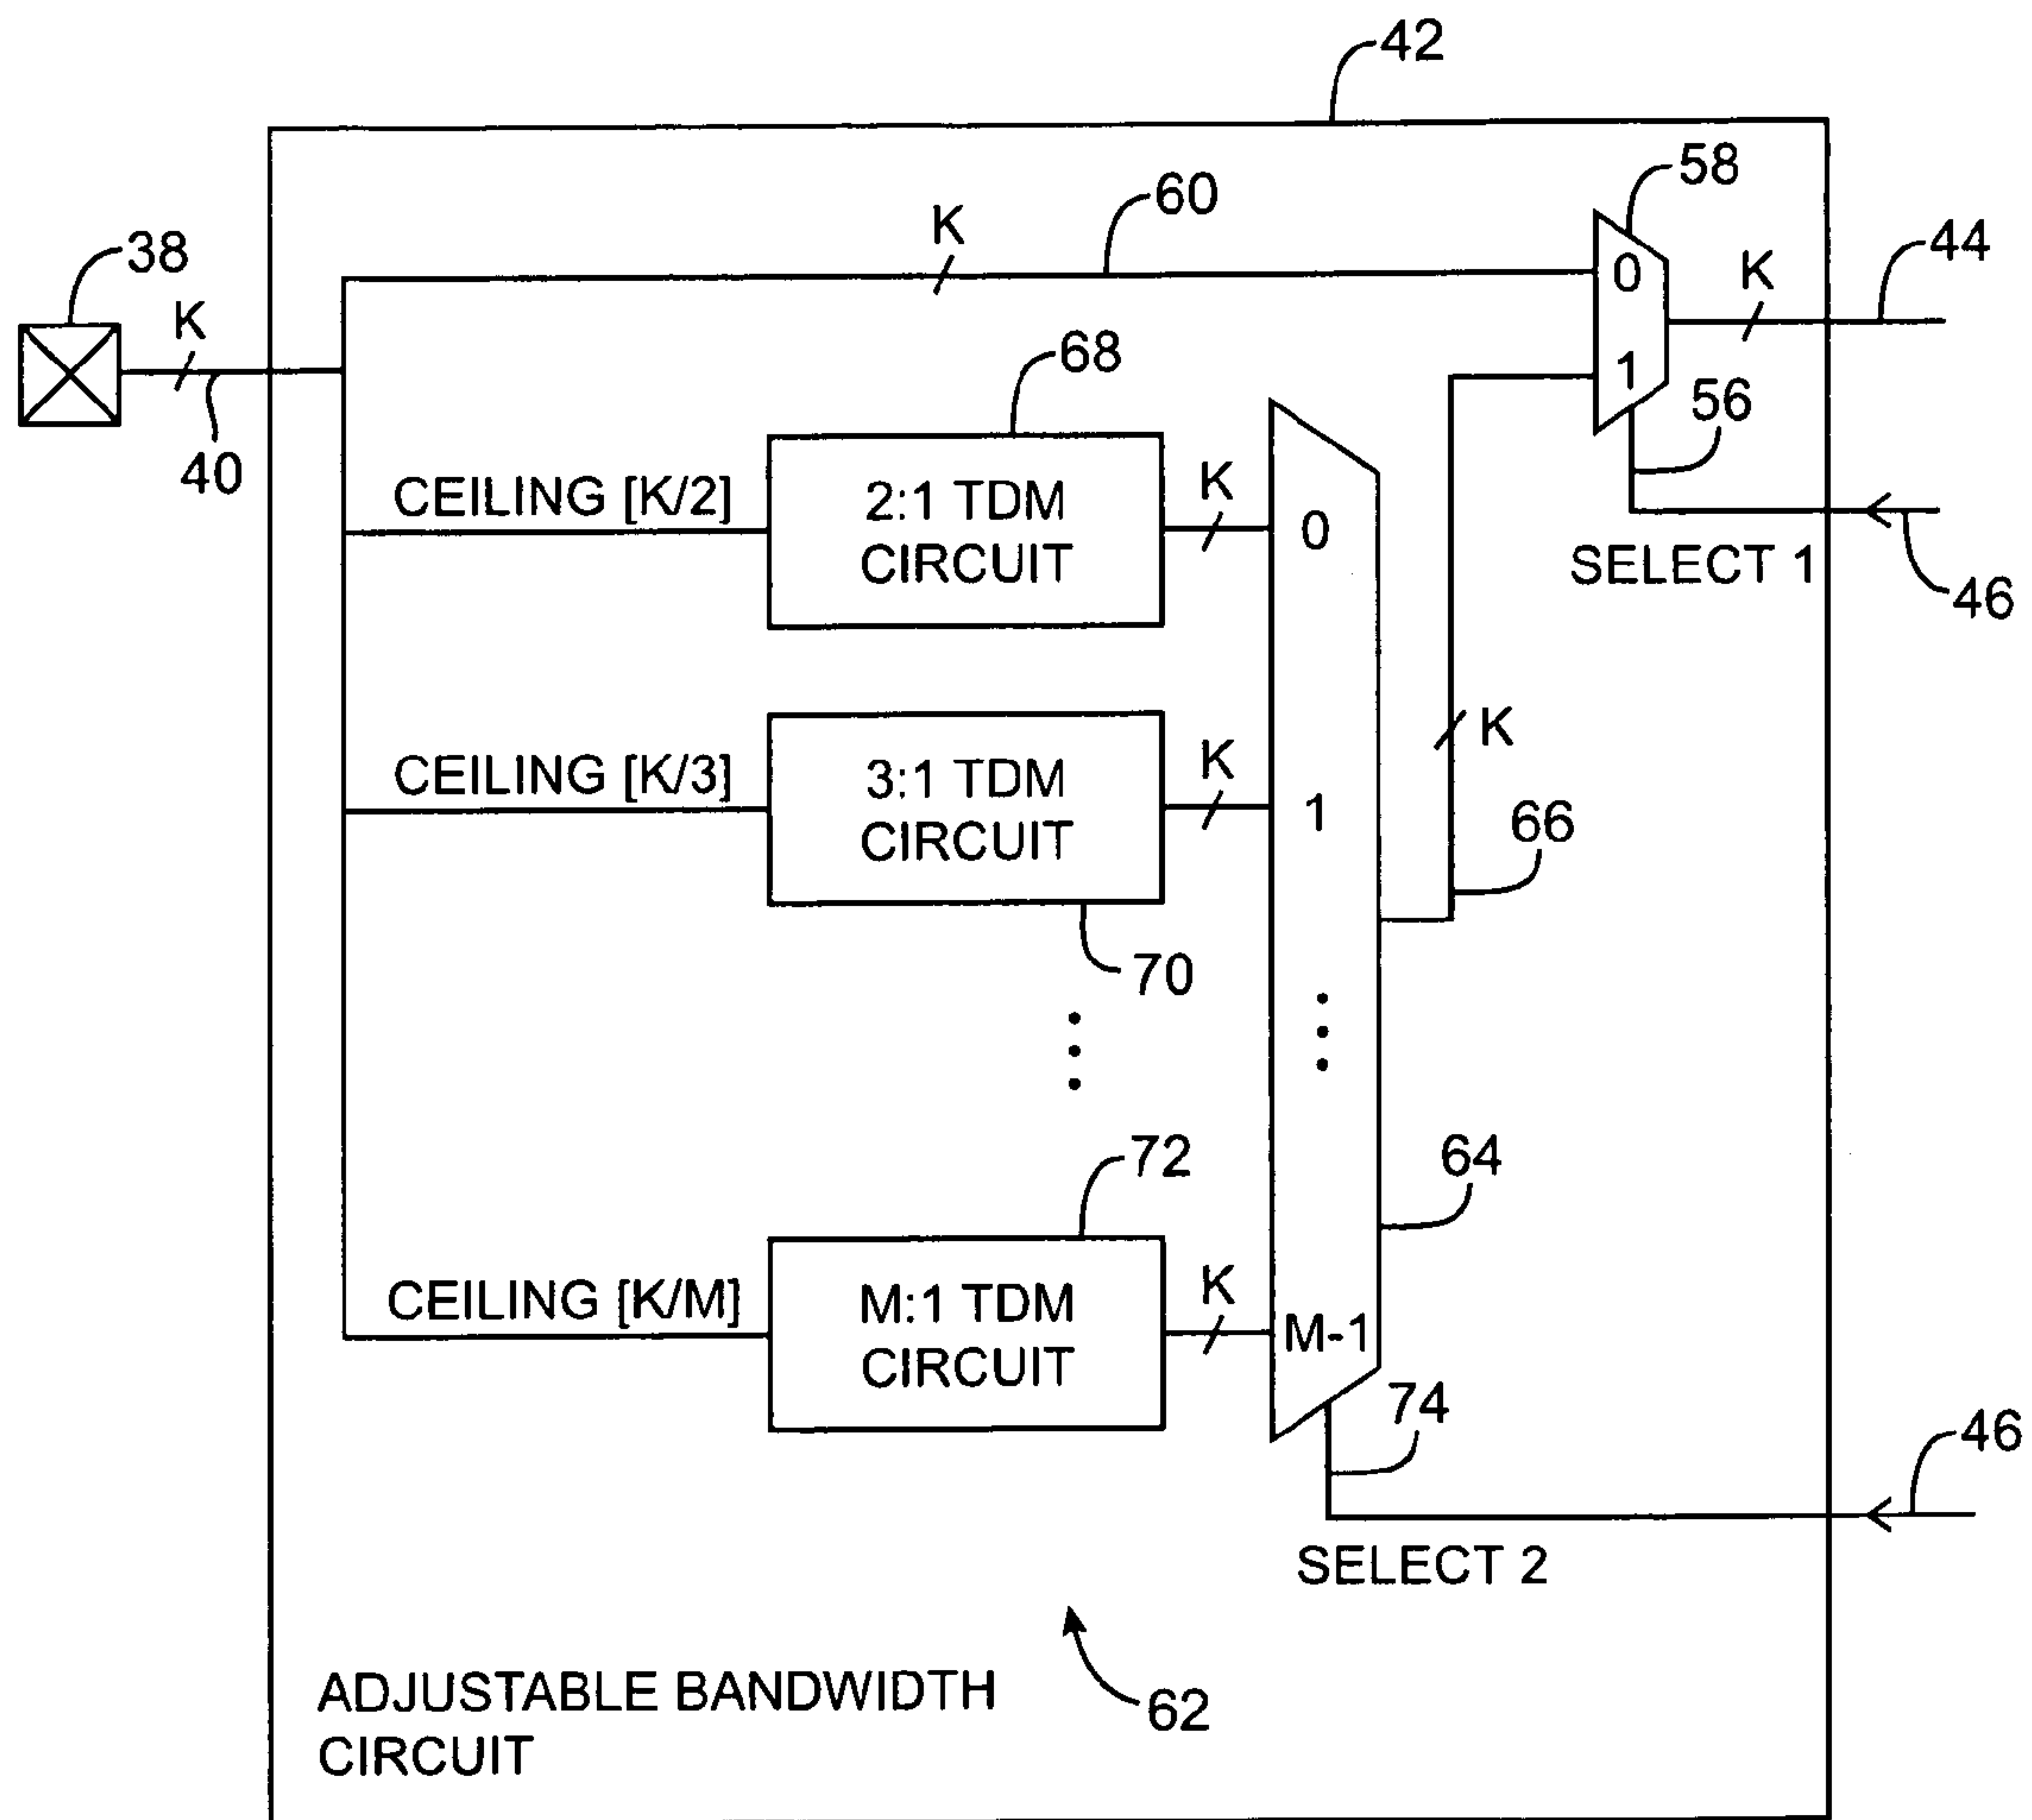 42
58
60
K
44
38
0
K
K
68
1
56
40
CEILING [K/2]
2:1 TDM
CIRCUIT
K
0
SELECT 1
46
K
CEILING [K/3]
3:1 TDM
CIRCUIT
K
1
66
70
72
64
CEILING [K/M]
M:1 TDM
CIRCUIT
K
M-1
74
46
SELECT 2
ADJUSTABLE BANDWIDTH
CIRCUIT
62